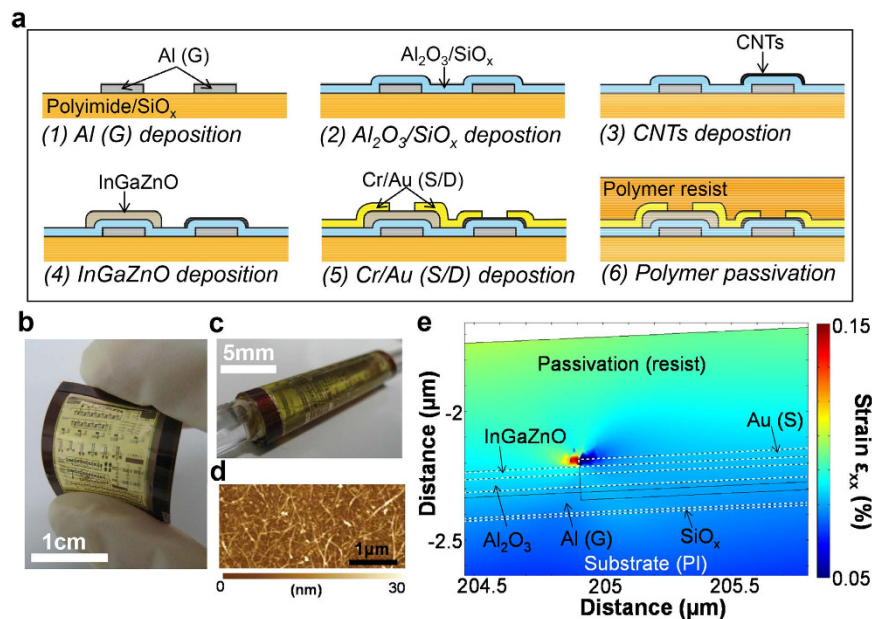 a
Al (G)
Polyimide/SiOₓ
(1) Al (G) depostion
Al₂O₃/SiOₓ
(2) Al₂O₃/SiOₓ depostion
CNTs
(3) CNTs depostion
InGaZnO
(4) InGaZnO deposition
Cr/Au (S/D)
(5) Cr/Au (S/D) depostion
Polymer resist
(6) Polymer passivation
b
1cm
c
5mm
d
1µm
0
(nm)
30
e
Passivation (resist)
InGaZnO
Au (S)
Al₂O₃
Al (G)
SiOₓ
Substrate (PI)
Distance (µm)
-2
-2.5
204.5
205
205.5
Distance (µm)
0.15
Strain ε​ₓₓ (%)
0.05